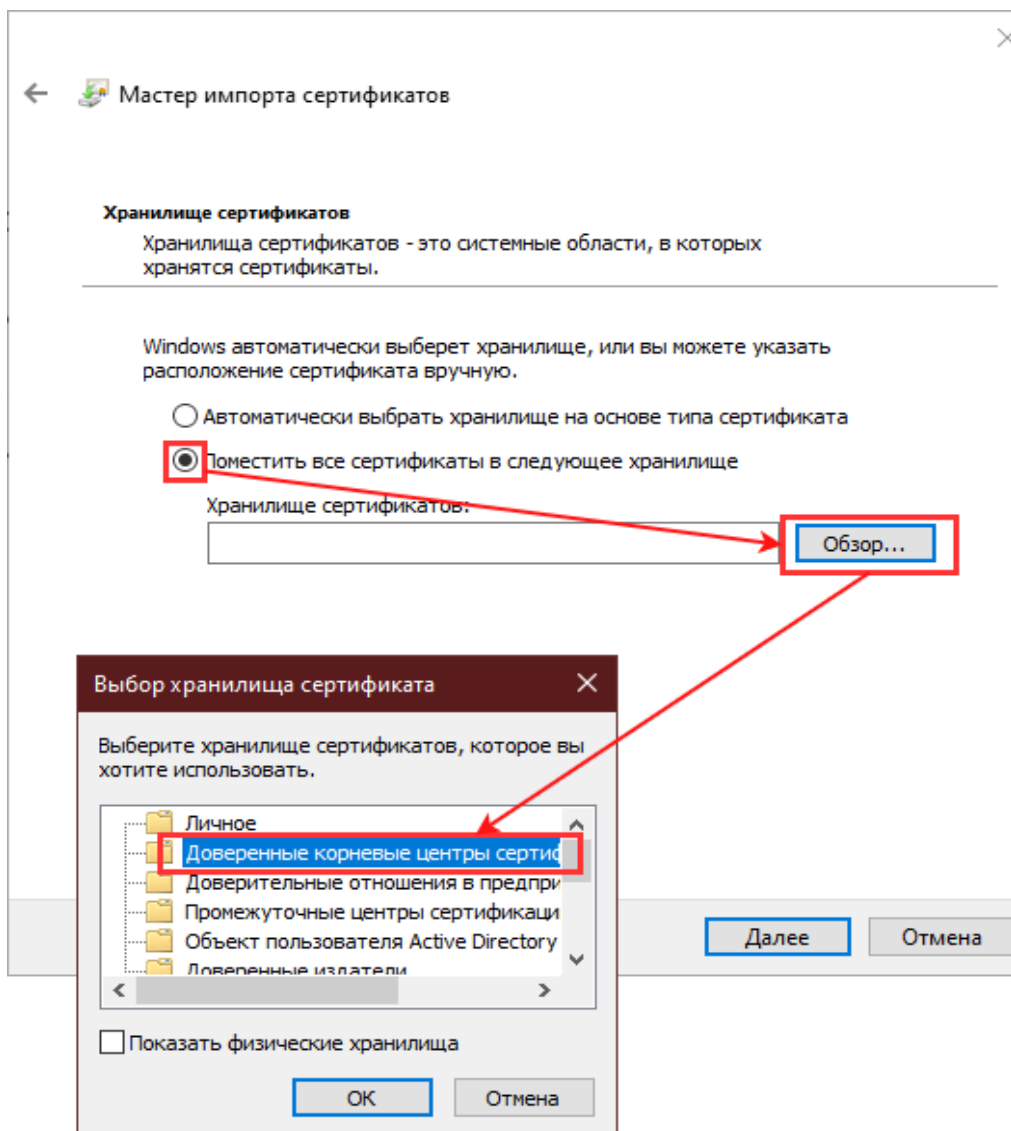 Мастер импорта сертификатов
Хранилище сертификатов
Хранилища сертификатов - это системные области, в которых
хранятся сертификаты.
Windows автоматически выберет хранилище, или вы можете указать
расположение сертификата вручную.
Автоматически выбрать хранилище на основе типа сертификата
Поместить все сертификаты в следующее хранилище
Хранилище сертификатов:
Обзор...
Выбор хранилища сертификата
Выберите хранилище сертификатов, которое вы
хотите использовать.
Личное
Доверенные корневые центры сертиф
Доверительные отношения в предпри
Промежуточные центры сертификаци
Объект пользователя Active Directory
Доверенные издатели
Показать физические хранилища
ОК
Отмена
Далее
Отмена